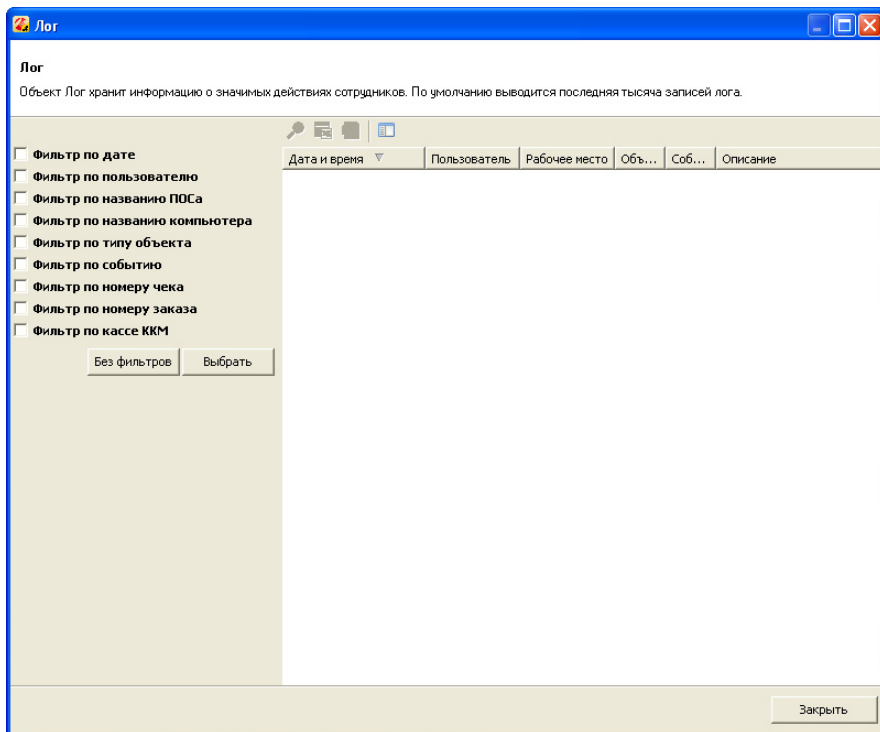 Лог
Лог
Объект Лог хранит информацию о значимых действиях сотрудников. По умолчанию выводится последняя тысяча записей лога.
Фильтр по дате
Фильтр по пользователю
Фильтр по названию ПОСа
Фильтр по названию компьютера
Фильтр по типу объекта
Фильтр по событию
Фильтр по номеру чека
Фильтр по номеру заказа
Фильтр по кассе ККМ
Без фильтров Выбрать
Дата и время Пользователь Рабочее место Объ... Соб... Описание
Закрыть